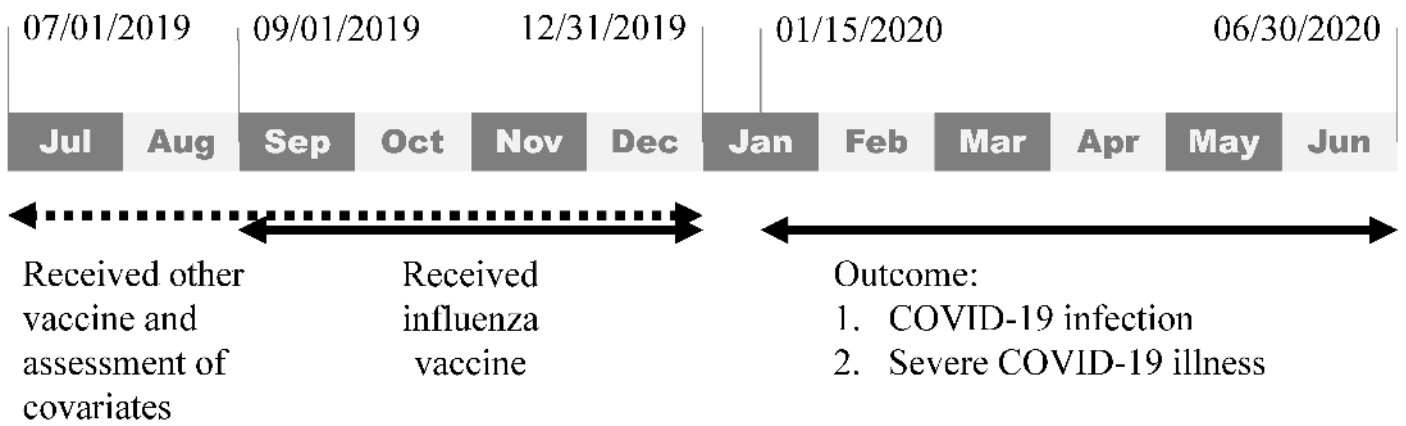 07/01/2019 09/01/2019 12/31/2019 01/15/2020 06/30/2020
Jul Aug Sep Oct Nov Dec Jan Feb Mar Apr May Jun
Received other
vaccine and
assessment of
covariates
Received
influenza
vaccine
Outcome:
1. COVID-19 infection
2. Severe COVID-19 illness